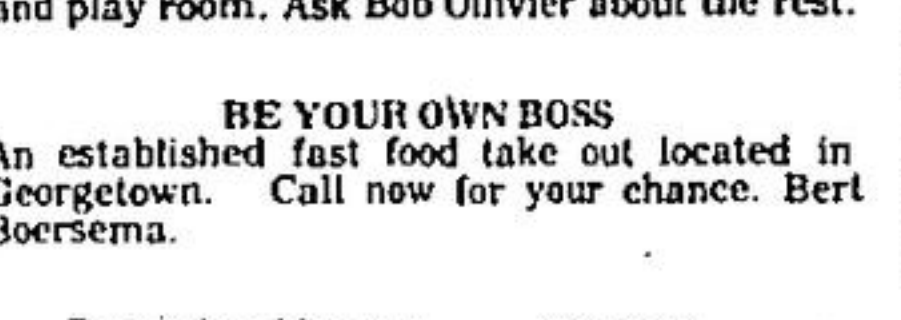 and play room. Ask Bob Ollivier about the rest.
BE YOUR OWN BOSS
An established fast food take out located in
Georgetown. Call now for your chance. Bert
Boersema.